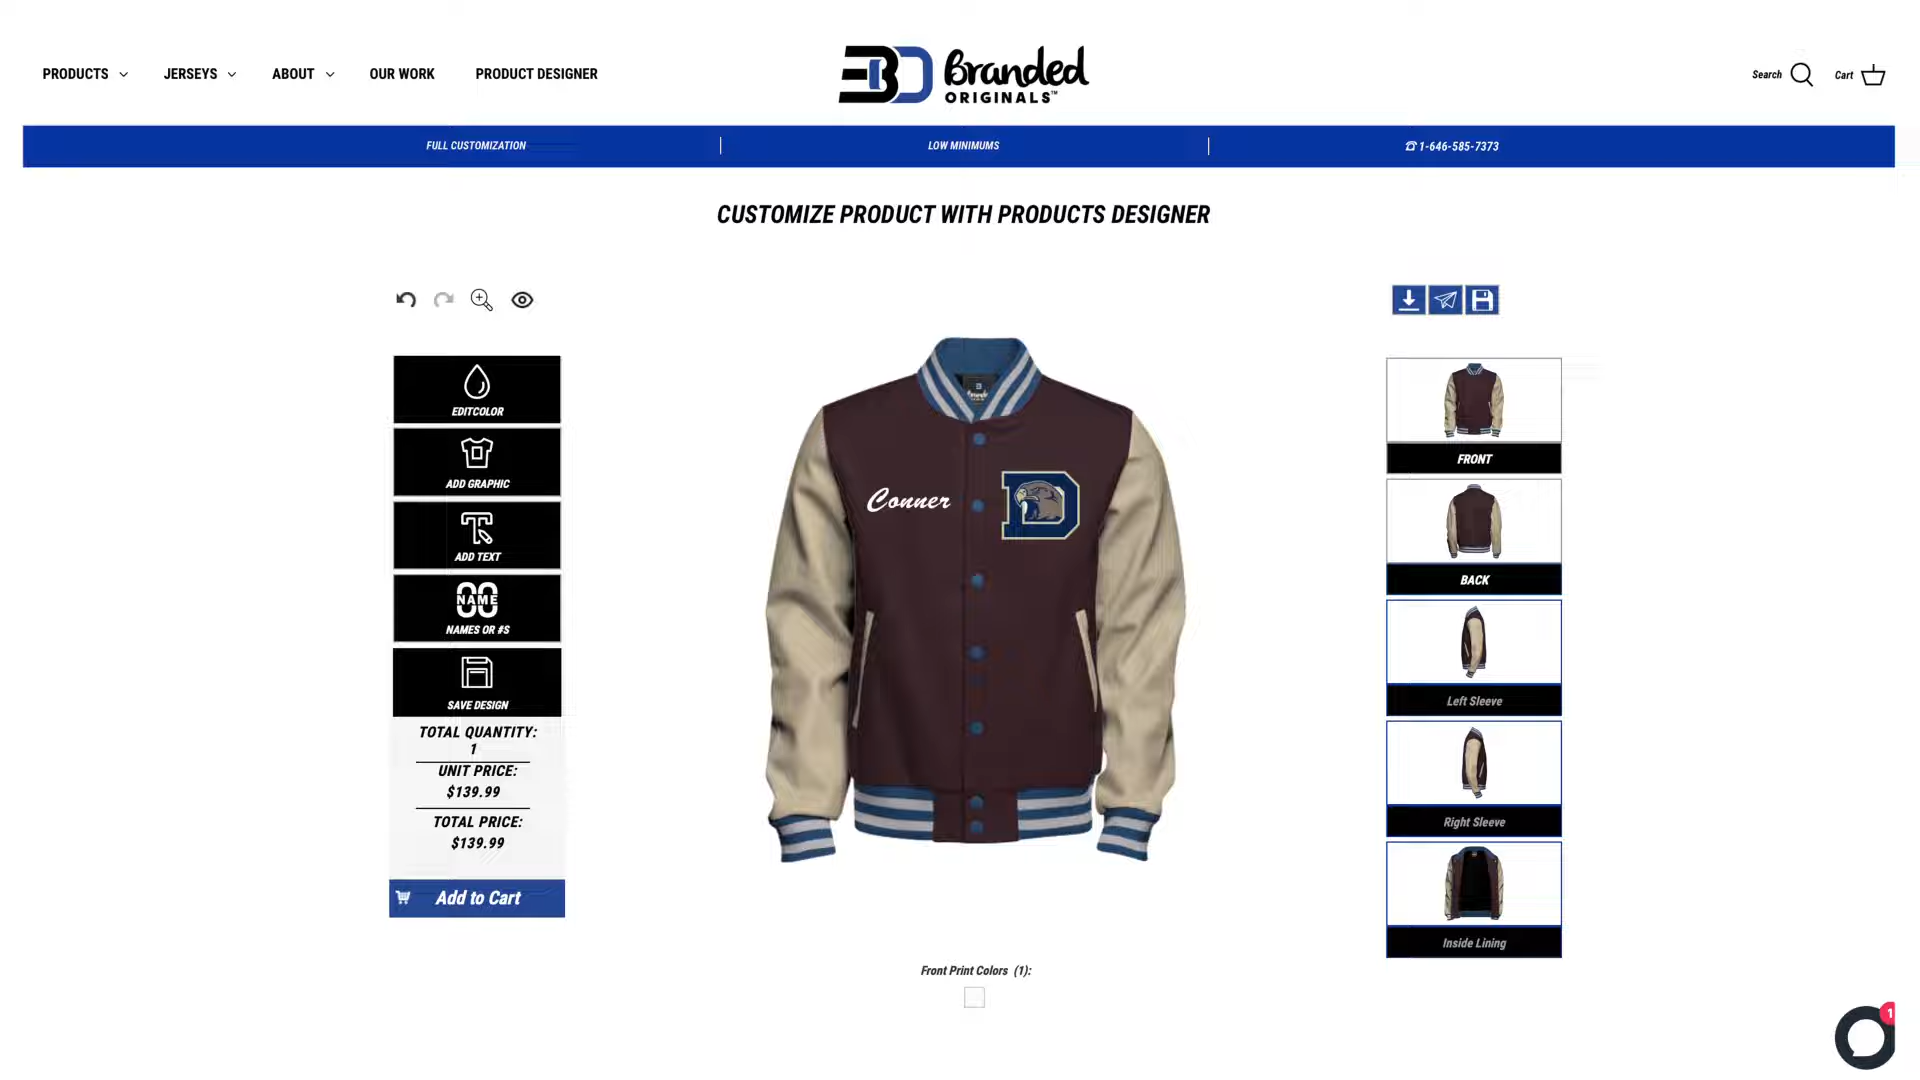 PRODUCTS
JERSEYS
ABOUT
OUR WORK
PRODUCT DESIGNER
Branded
ORIGINALS™
Search
Cart
FULL CUSTOMIZATION
LOW MINIMUMS
☎ 1-646-585-7373
CUSTOMIZE PRODUCT WITH PRODUCTS DESIGNER
EDITCOLOR
ADD GRAPHIC
ADD TEXT
NAME
NAMES OR #S
SAVE DESIGN
TOTAL QUANTITY:
1
UNIT PRICE:
$139.99
TOTAL PRICE:
$139.99
Add to Cart
Conner
D
Front Print Colors (1):
FRONT
BACK
Left Sleeve
Right Sleeve
Inside Lining
1